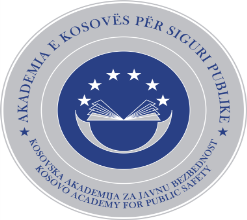 AKADEMIA E KOSOVËS PËR SIGURI PUBLIKE
KOSOVSKA AKADEMIJA ZA JAVNU BEZBEDNOST
KOSOVO ACADEMY FOR PUBLIC SAFETY